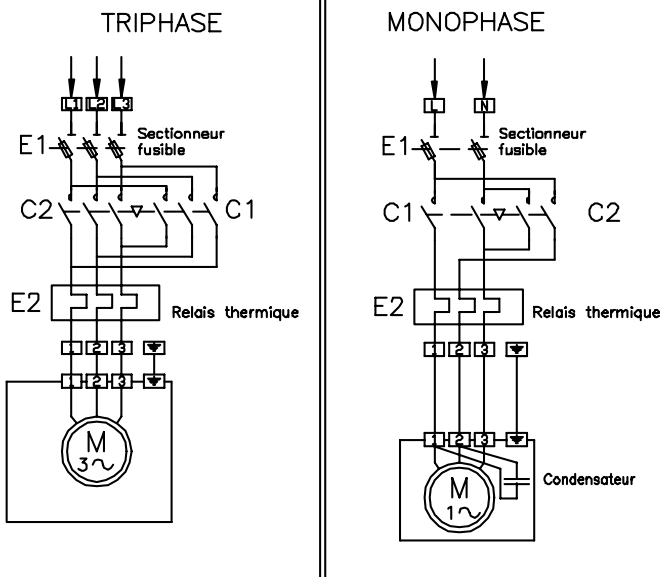 TRIPHASE
L1 L2 L3
E1
Sectionneur
fusible
C2
C1
E2
Relais thermique
1 2 3
1 2 3
M
3~
MONOPHASE
L N
E1
Sectionneur
fusible
C1
C2
E2
Relais thermique
1 2 3
1 2 3
Condensateur
M
1~